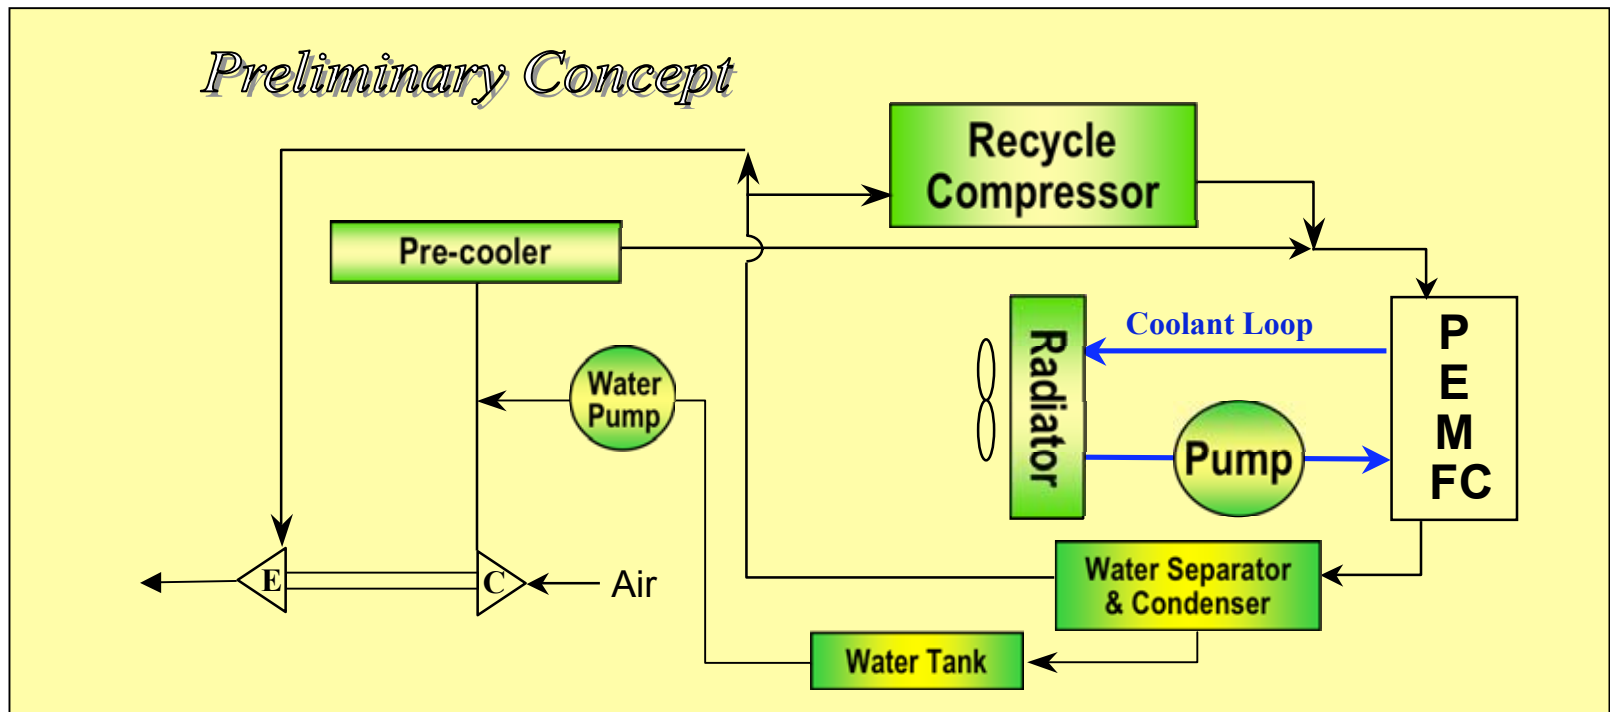 Preliminary Concept
Recycle
Compressor
Pre-cooler
Coolant Loop
Radiator
P
E
M
FC
Water
Pump
Pump
E
C
Air
Water Separator
& Condenser
Water Tank